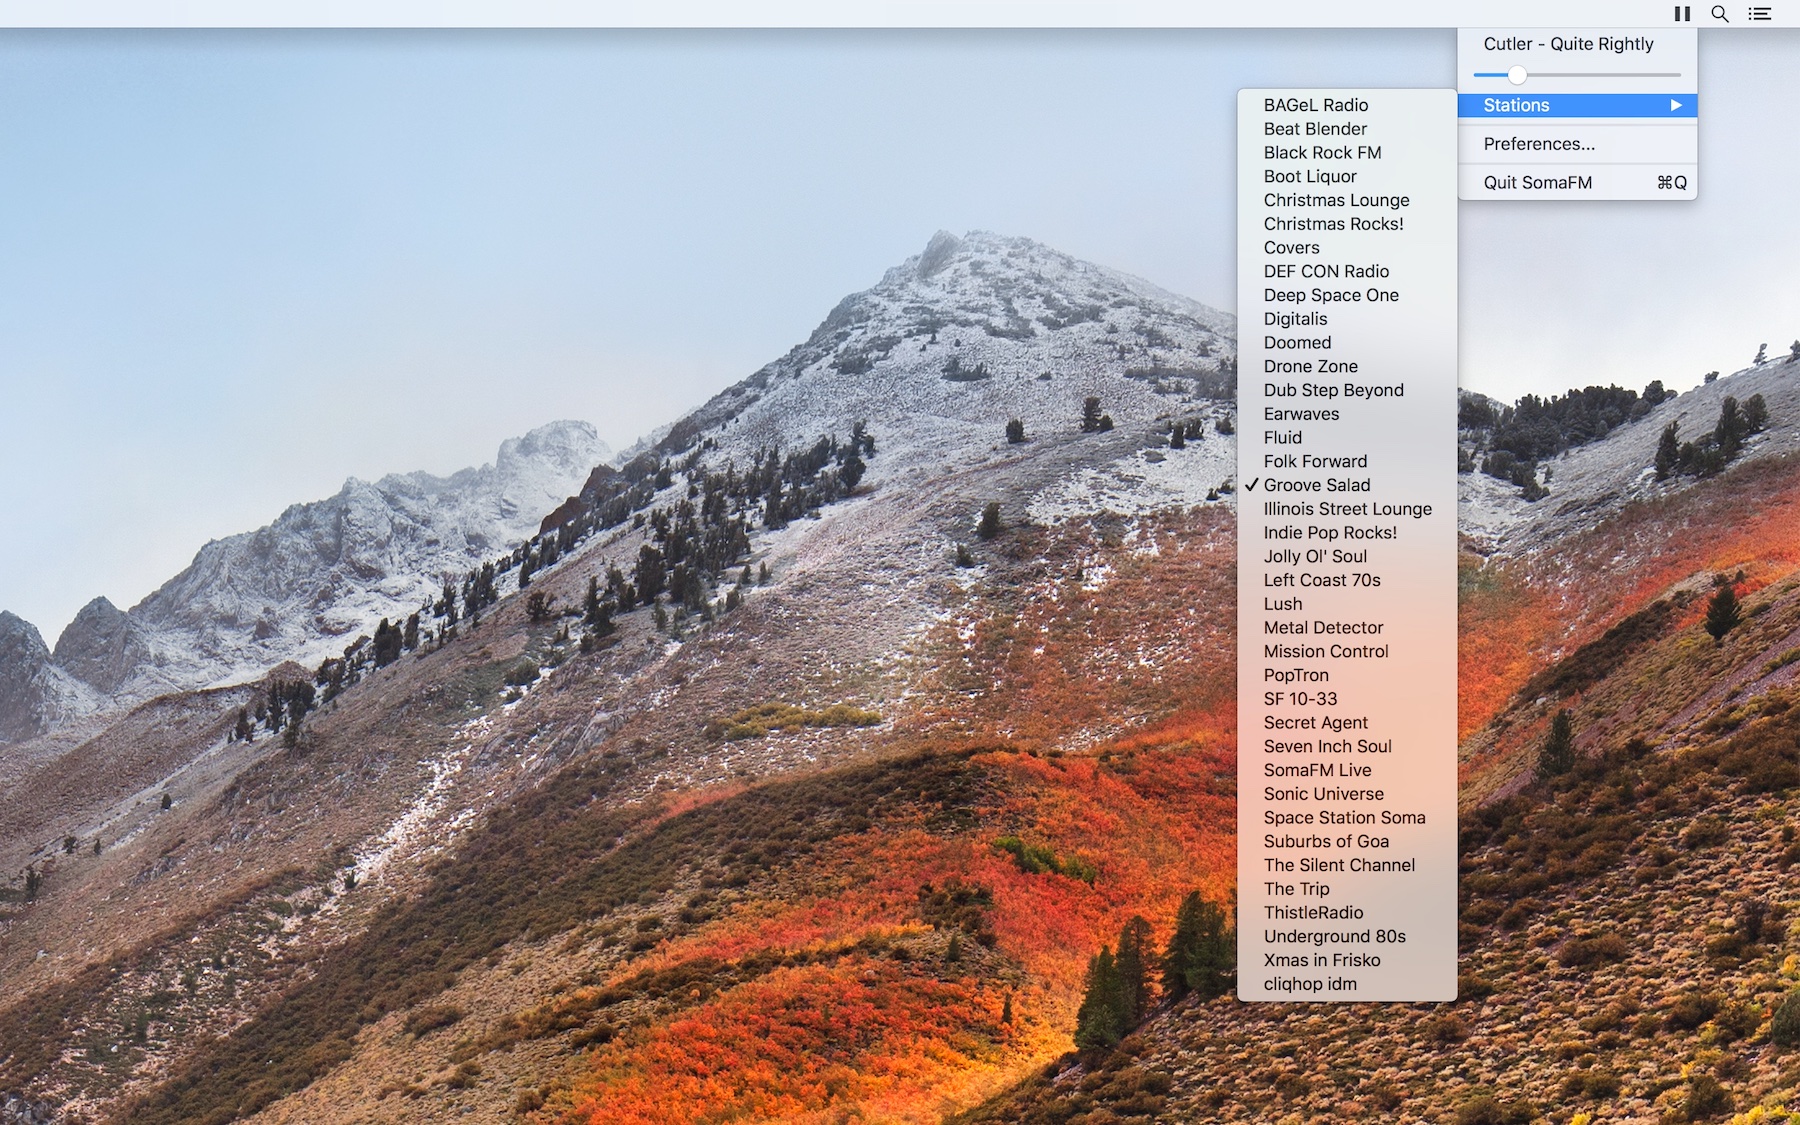 Cutler - Quite Rightly
Stations
Preferences...
Quit SomaFM ⌘Q
BAGeL Radio
Beat Blender
Black Rock FM
Boot Liquor
Christmas Lounge
Christmas Rocks!
Covers
DEF CON Radio
Deep Space One
Digitalis
Doomed
Drone Zone
Dub Step Beyond
Earwaves
Fluid
Folk Forward
Groove Salad
Illinois Street Lounge
Indie Pop Rocks!
Jolly Ol' Soul
Left Coast 70s
Lush
Metal Detector
Mission Control
PopTron
SF 10-33
Secret Agent
Seven Inch Soul
SomaFM Live
Sonic Universe
Space Station Soma
Suburbs of Goa
The Silent Channel
The Trip
ThistleRadio
Underground 80s
Xmas in Frisko
cliqhop idm